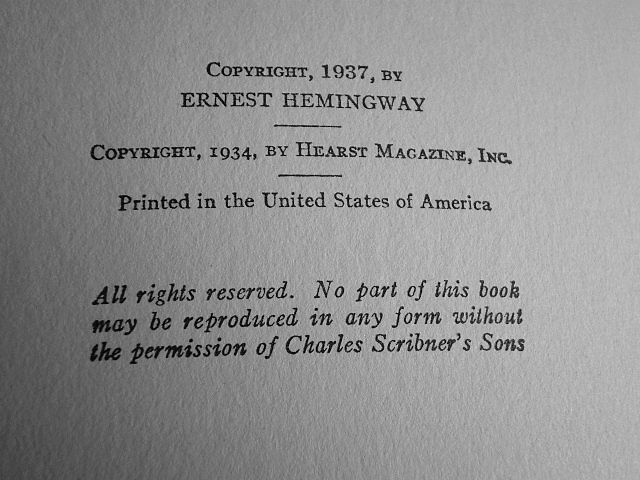 Copyright, 1937, by
ERNEST HEMINGWAY
Copyright, 1934, by Hearst Magazine, Inc.
Printed in the United States of America
All rights reserved. No part of this book
may be reproduced in any form without
the permission of Charles Scribner's Sons